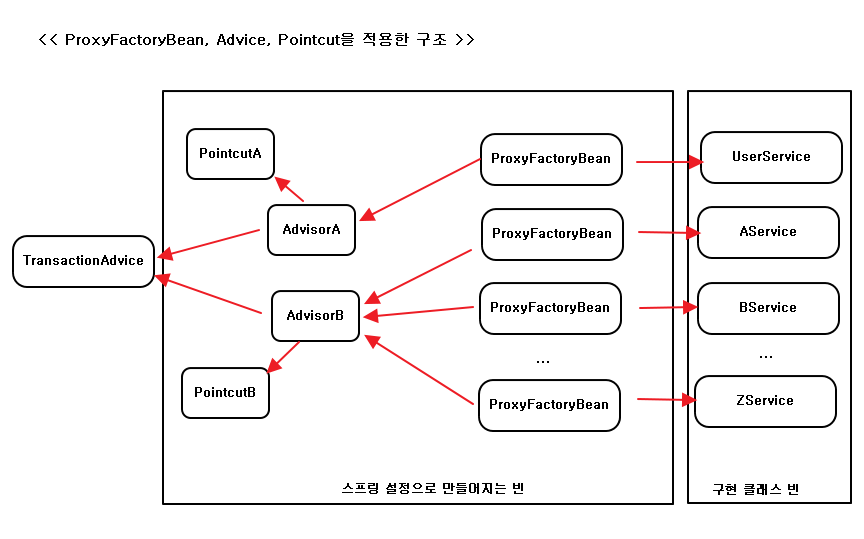 << ProxyFactoryBean, Advice, Pointcut을 적용한 구조 >>
PointcutA
ProxyFactoryBean
UserService
AdvisorA
ProxyFactoryBean
AService
TransactionAdvice
AdvisorB
ProxyFactoryBean
BService
...
...
PointcutB
ProxyFactoryBean
ZService
스프링 설정으로 만들어지는 빈
구현 클래스 빈